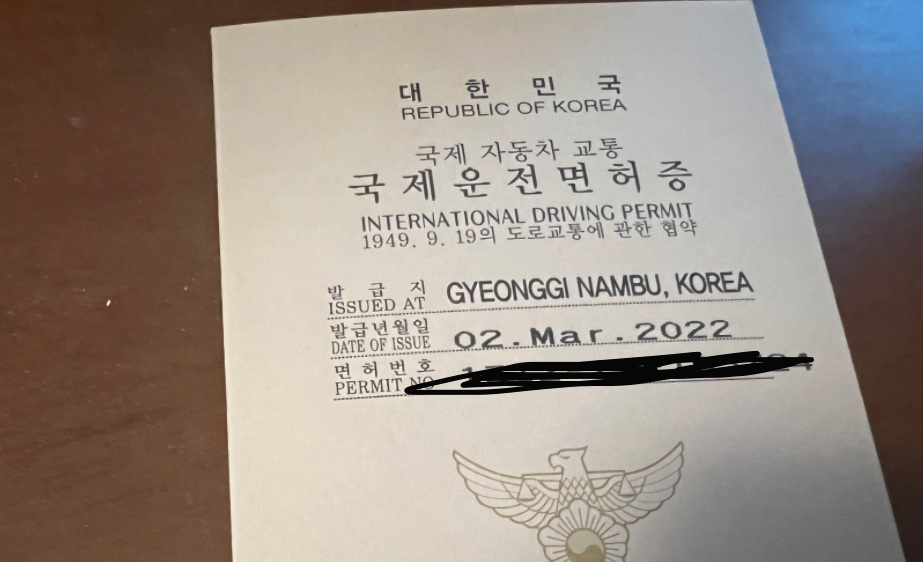 대 한 민 국
REPUBLIC OF KOREA
국제 자동차 교통
국 제 운 전 면 허 증
INTERNATIONAL DRIVING PERMIT
1949. 9. 19의 도로교통에 관한 협약
발 급 지
ISSUED AT GYEONGGI NAMBU, KOREA
발급년월일
DATE OF ISSUE 02.Mar.2022
면 허 번 호
PERMIT NO